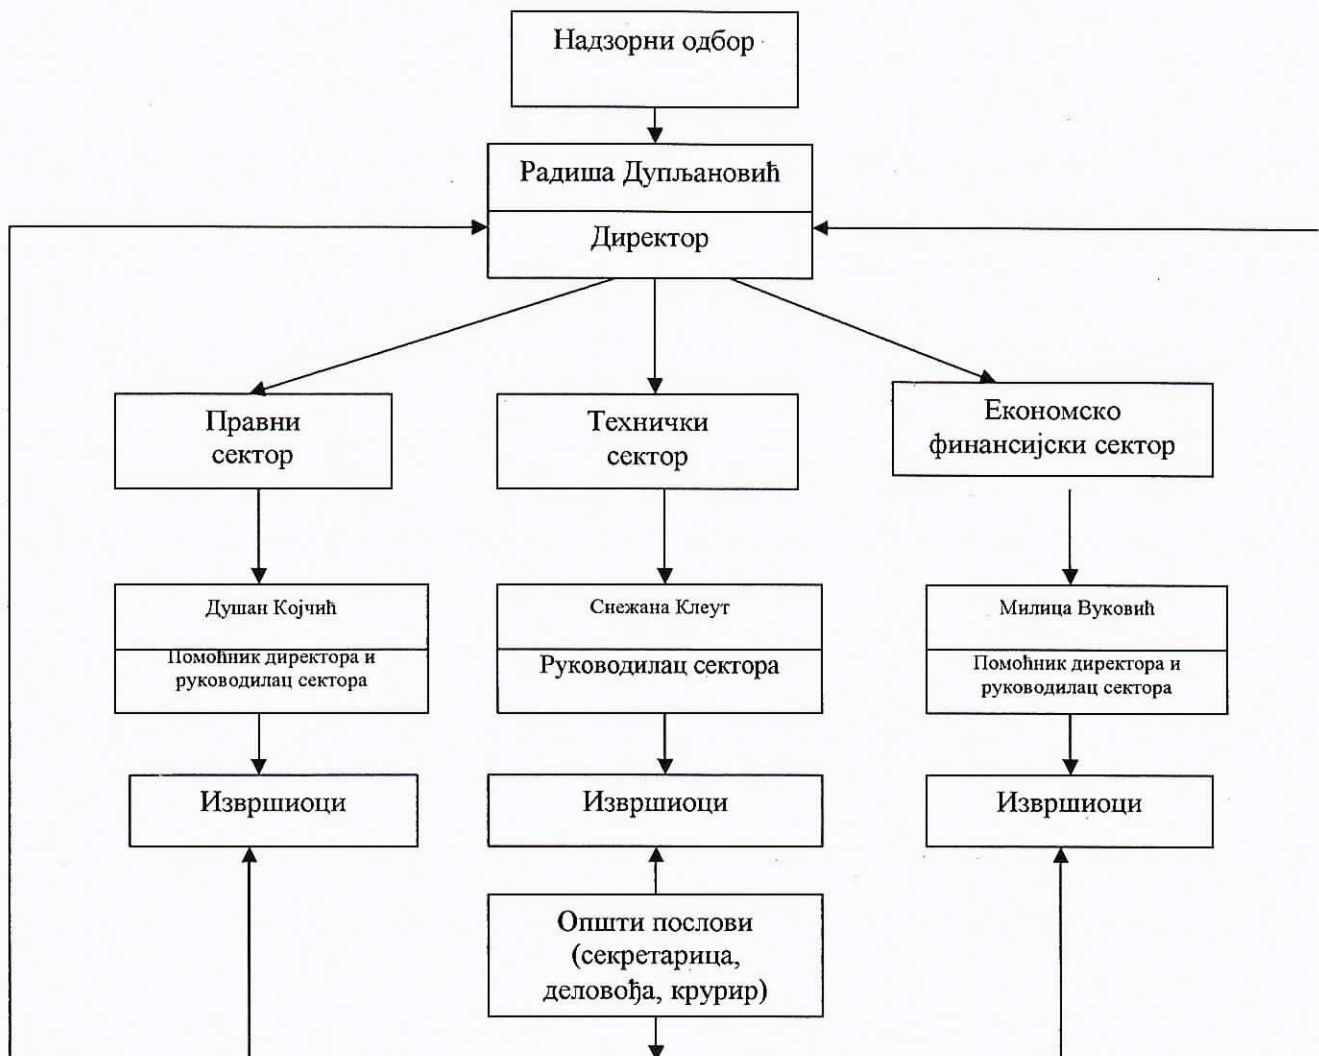 Надзорни одбор
Радиша Дупљановић
Директор
Правни
сектор
Технички
сектор
Економско
финансијски сектор
Душан Којчић
Помоћник директора и
руководилац сектора
Снежана Клеут
Руководилац сектора
Милица Вуковић
Помоћник директора и
руководилац сектора
Извршиоци
Извршиоци
Извршиоци
Општи послови
(секретарица,
деловођа, крурир)